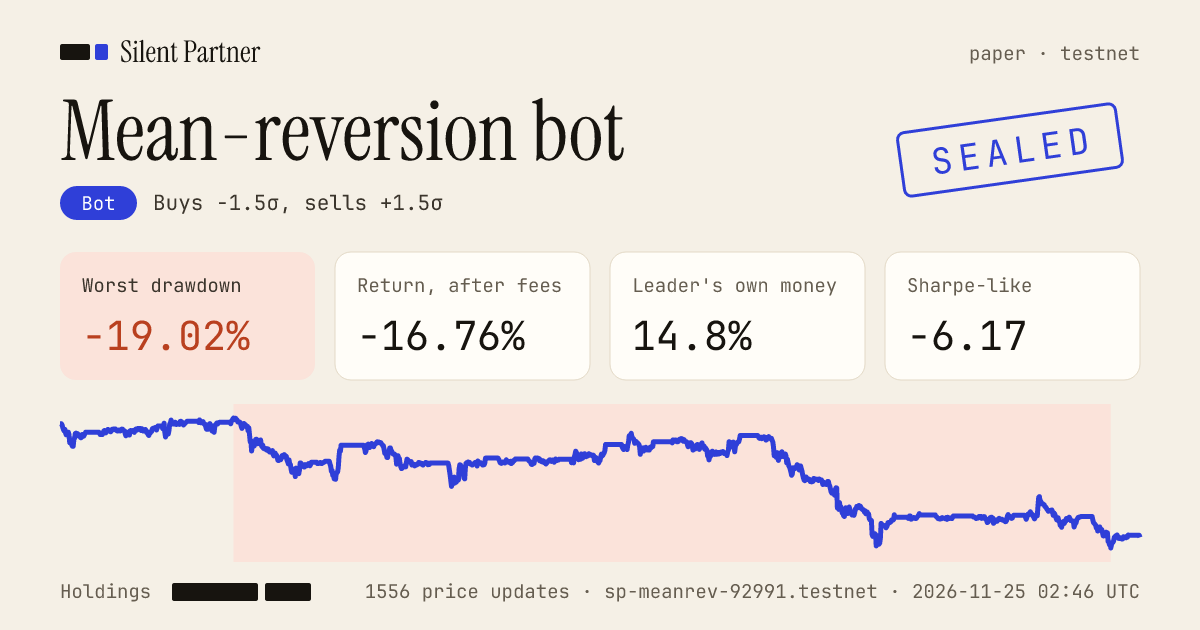 Silent Partner
paper · testnet
Mean-reversion bot
SEALED
Bot
Buys -1.5σ, sells +1.5σ
Worst drawdown
-19.02%
Return, after fees
-16.76%
Leader's own money
14.8%
Sharpe-like
-6.17
Holdings
1556 price updates · sp-meanrev-92991.testnet · 2026-11-25 02:46 UTC